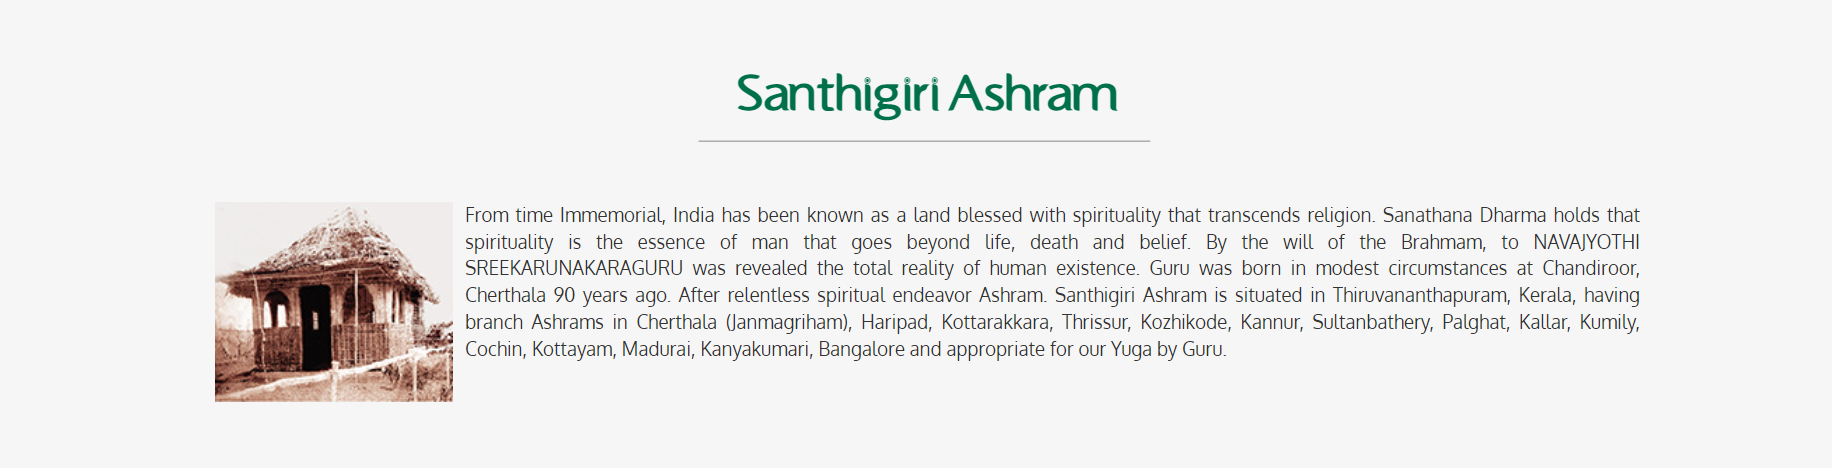 Santhigiri Ashram
From time Immemorial, India has been known as a land blessed with spirituality that transcends religion. Sanathana Dharma holds that
spirituality is the essence of man that goes beyond life, death and belief. By the will of the Brahmam, to NAVAJYOTHI
SREEKARUNAKARAGURU was revealed the total reality of human existence. Guru was born in modest circumstances at Chandiroor,
Cherthala 90 years ago. After relentless spiritual endeavor Ashram. Santhigiri Ashram is situated in Thiruvananthapuram, Kerala, having
branch Ashrams in Cherthala (Janmagriham), Haripad, Kottarakkara, Thrissur, Kozhikode, Kannur, Sultanbathery, Palghat, Kallar, Kumily,
Cochin, Kottayam, Madurai, Kanyakumari, Bangalore and appropriate for our Yuga by Guru.